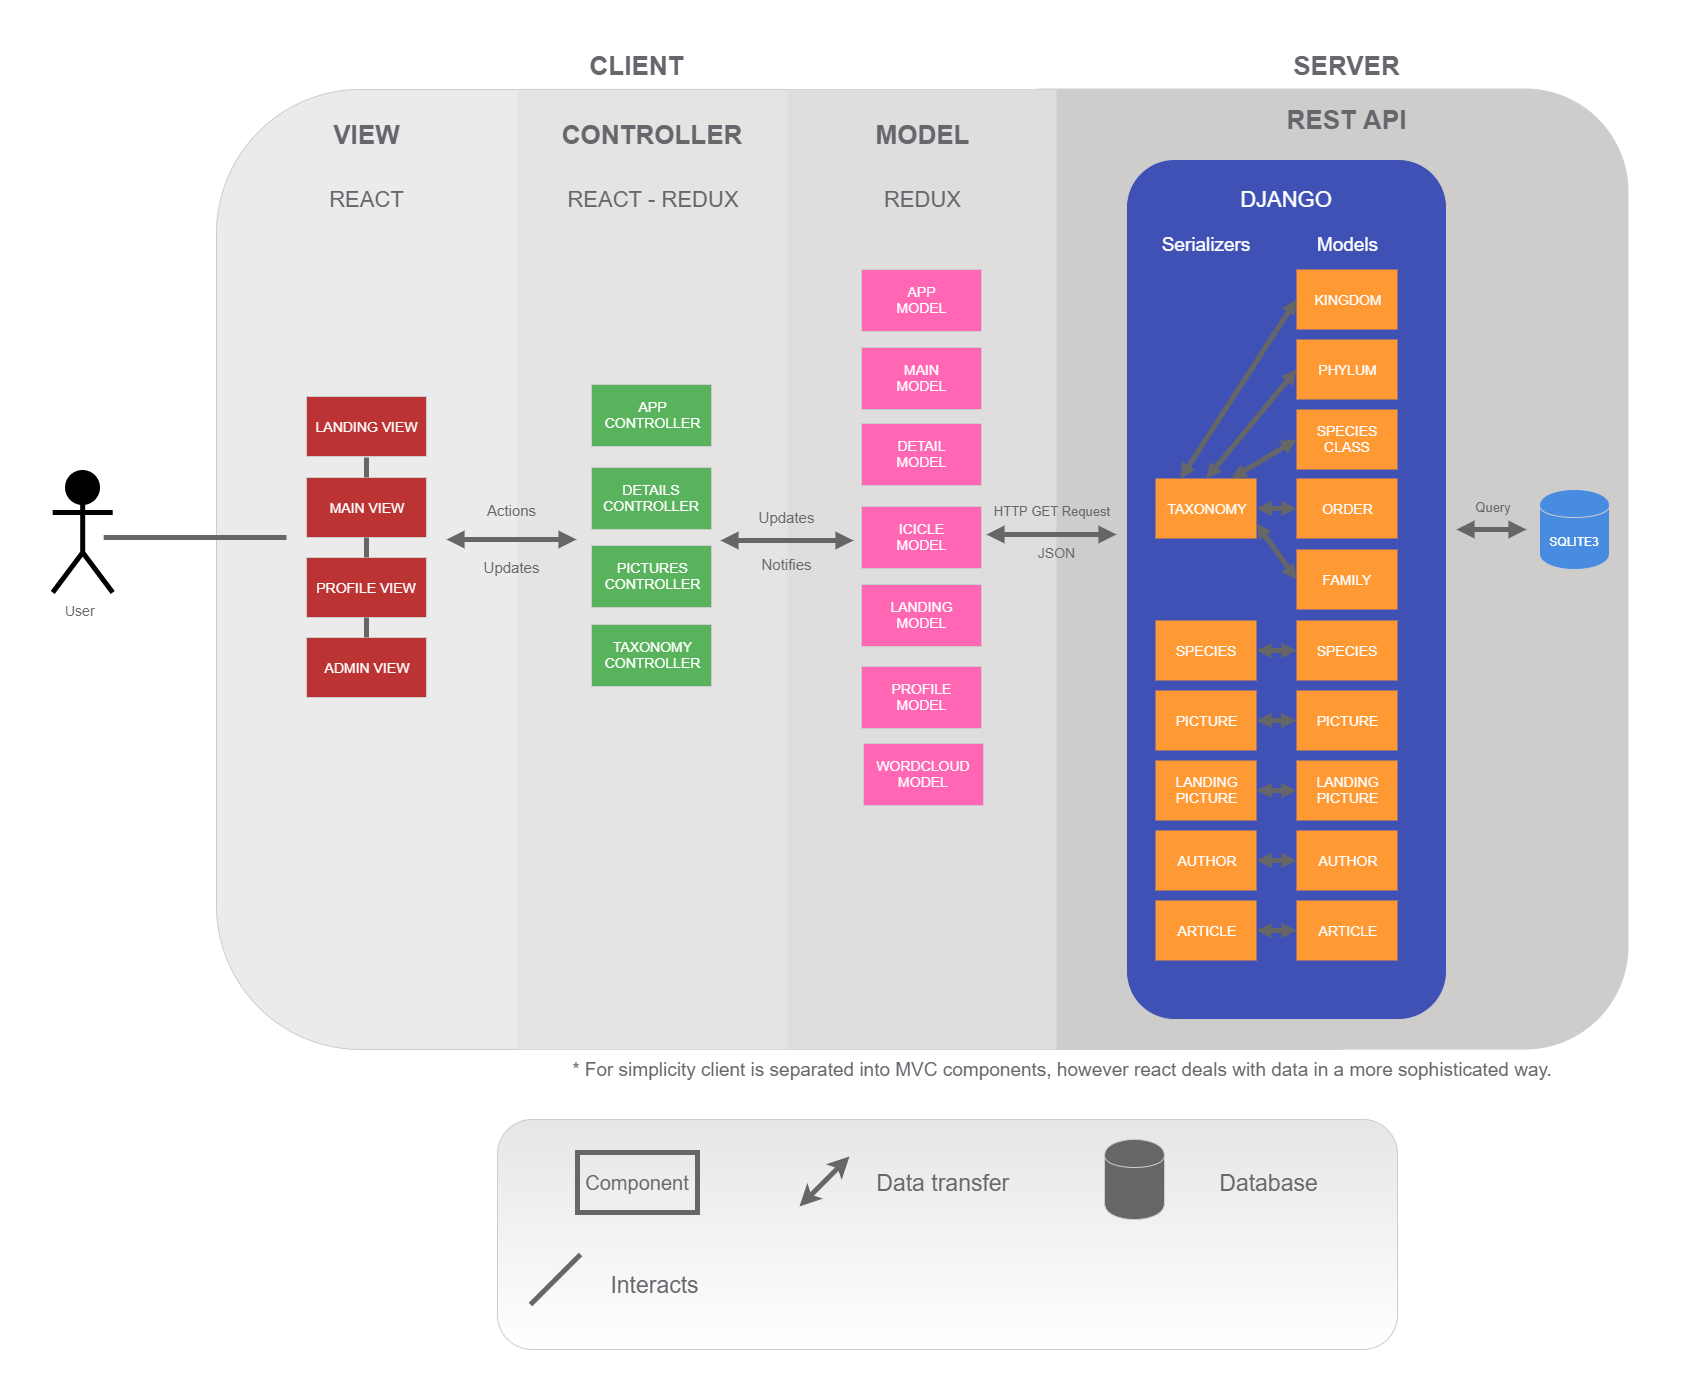 CLIENT
SERVER
VIEW
CONTROLLER
MODEL
REST API
REACT
REACT - REDUX
REDUX
DJANGO
Serializers
Models
User
LANDING VIEW
MAIN VIEW
PROFILE VIEW
ADMIN VIEW
Actions
Updates
APP
CONTROLLER
DETAILS
CONTROLLER
PICTURES
CONTROLLER
TAXONOMY
CONTROLLER
Updates
Notifies
APP
MODEL
MAIN
MODEL
DETAIL
MODEL
ICICLE
MODEL
LANDING
MODEL
PROFILE
MODEL
WORDCLOUD
MODEL
HTTP GET Request
JSON
TAXONOMY
SPECIES
PICTURE
LANDING
PICTURE
AUTHOR
ARTICLE
KINGDOM
PHYLUM
SPECIES
CLASS
ORDER
FAMILY
SPECIES
PICTURE
LANDING
PICTURE
AUTHOR
ARTICLE
Query
SQLITE3
* For simplicity client is separated into MVC components, however react deals with data in a more sophisticated way.
Component
Data transfer
Database
Interacts